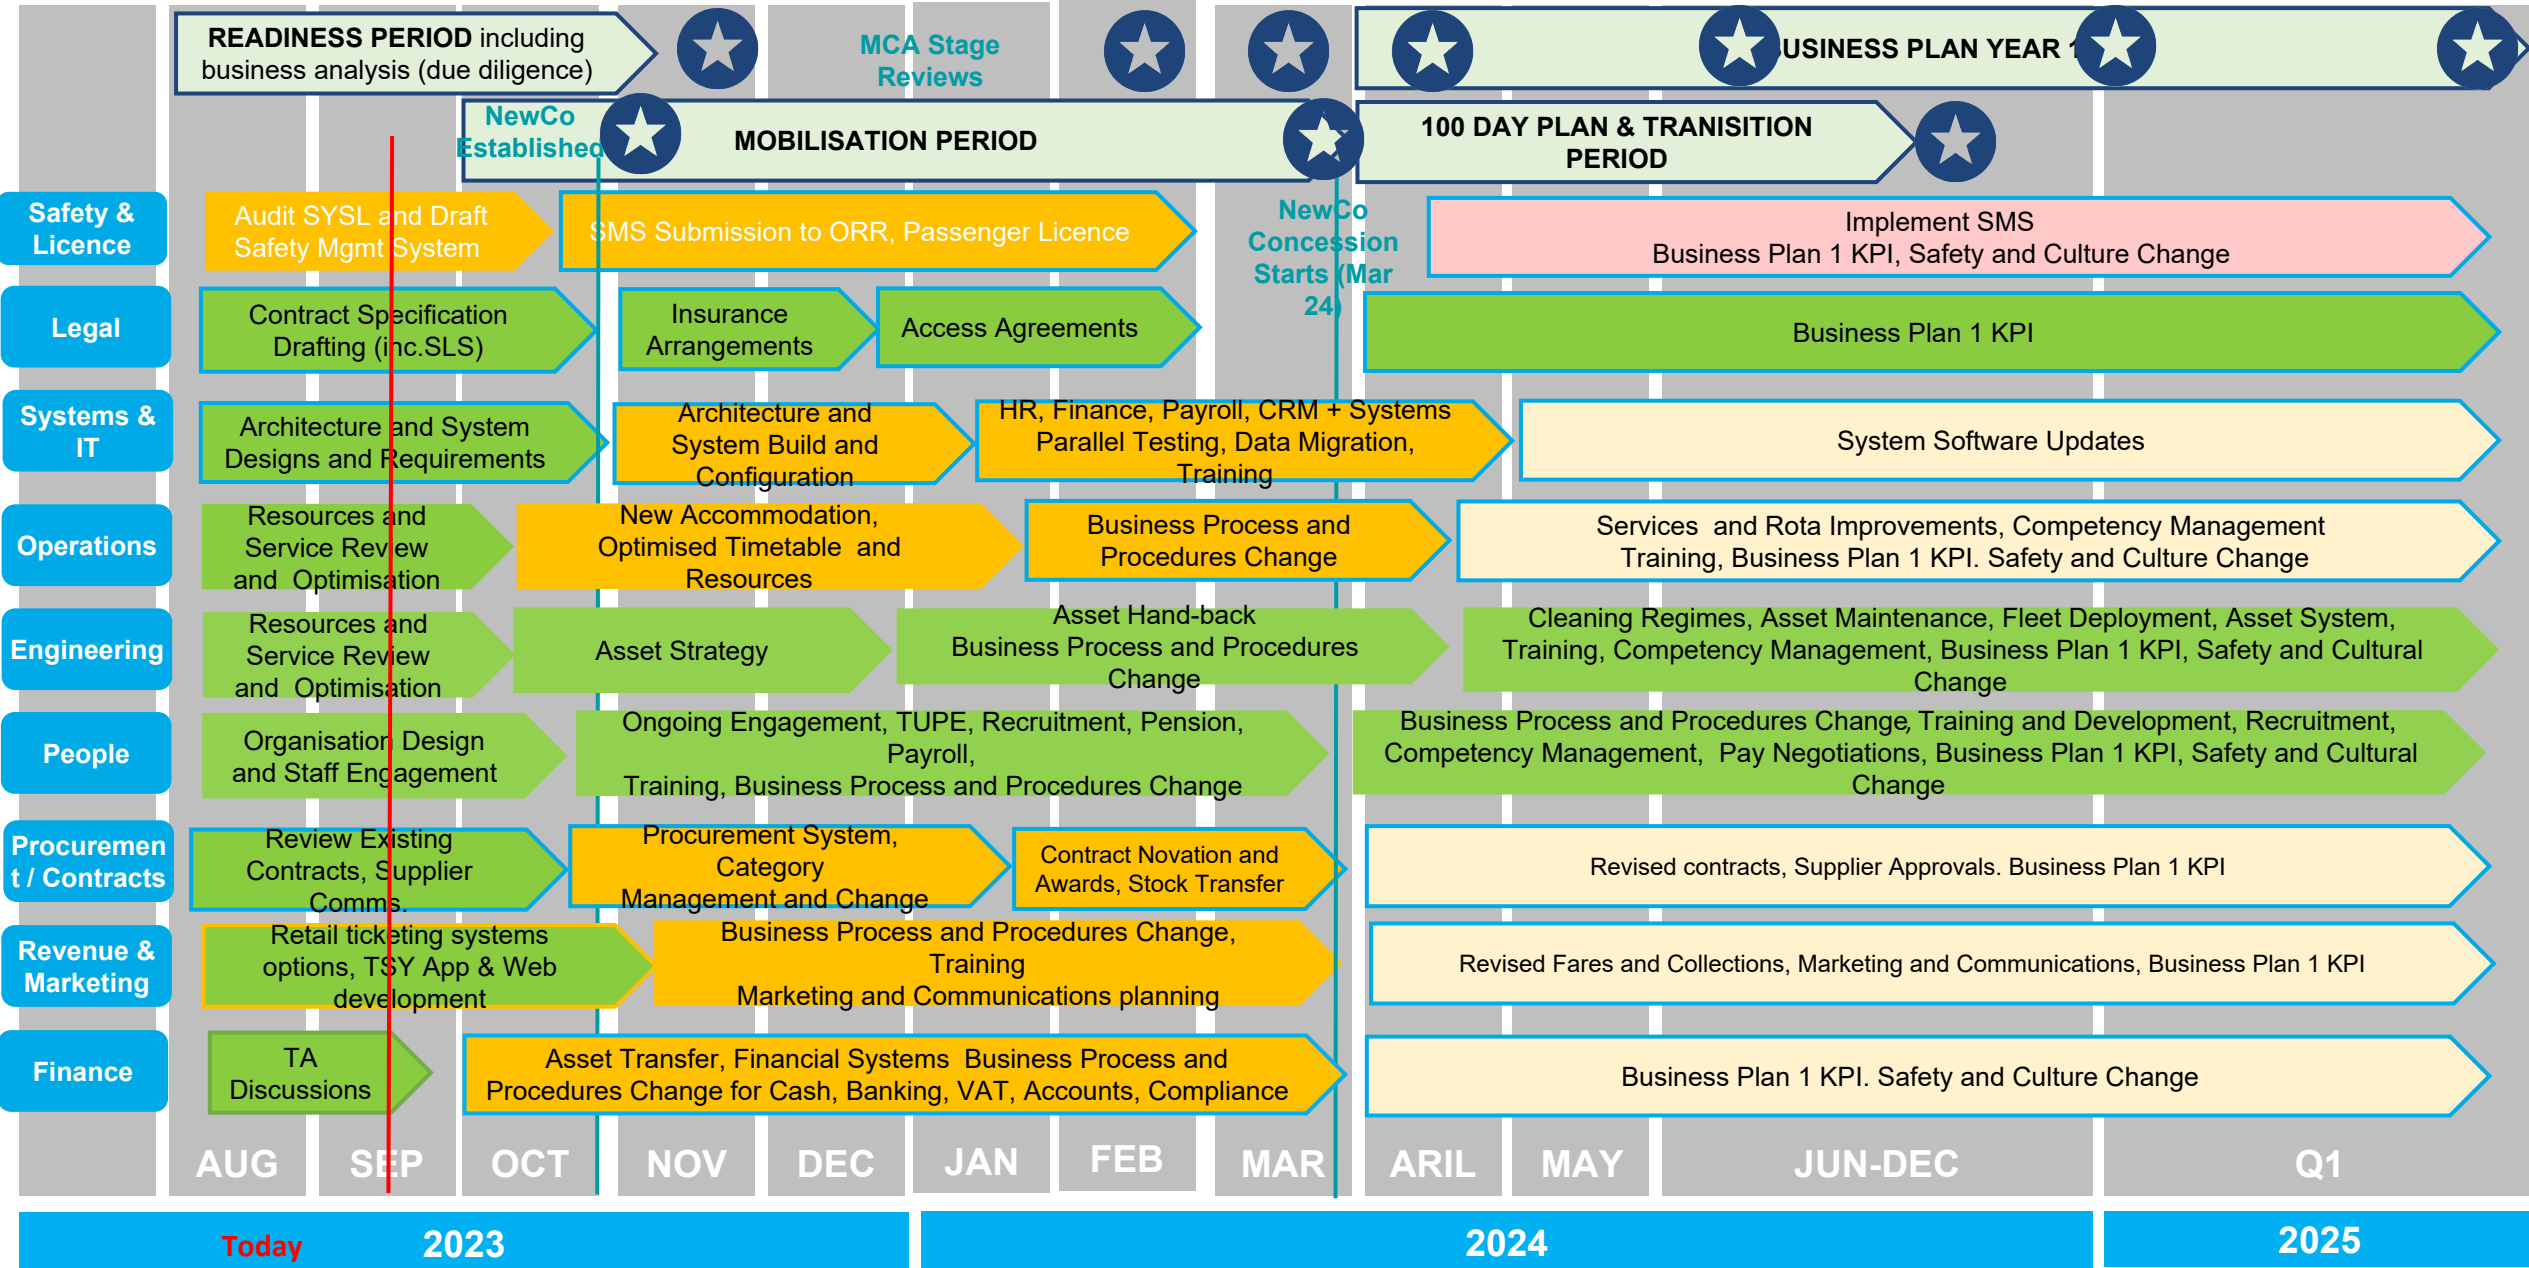 READINESS PERIOD including
business analysis (due diligence)
MCA Stage
Reviews
USINESS PLAN YEAR 1
NewCo
Established
MOBILISATION PERIOD
100 DAY PLAN & TRANISITION
PERIOD
Safety &
Licence
Audit SYSL and Draft
Safety Mgmt System
SMS Submission to ORR, Passenger Licence
NewCo
Concession
Starts (Mar
24)
Implement SMS
Business Plan 1 KPI, Safety and Culture Change
Legal
Contract Specification
Drafting (inc.SLS)
Insurance
Arrangements
Access Agreements
Business Plan 1 KPI
Systems &
IT
Architecture and System
Designs and Requirements
Architecture and
System Build and
Configuration
HR, Finance, Payroll, CRM + Systems
Parallel Testing, Data Migration,
Training
System Software Updates
Operations
Resources and
Service Review
and Optimisation
New Accommodation,
Optimised Timetable and
Resources
Business Process and
Procedures Change
Services and Rota Improvements, Competency Management
Training, Business Plan 1 KPI. Safety and Culture Change
Engineering
Resources and
Service Review
and Optimisation
Asset Strategy
Asset Hand-back
Business Process and Procedures
Change
Cleaning Regimes, Asset Maintenance, Fleet Deployment, Asset System,
Training, Competency Management, Business Plan 1 KPI, Safety and Cultural
Change
People
Organisation Design
and Staff Engagement
Ongoing Engagement, TUPE, Recruitment, Pension,
Payroll,
Training, Business Process and Procedures Change
Business Process and Procedures Change, Training and Development, Recruitment,
Competency Management, Pay Negotiations, Business Plan 1 KPI, Safety and Cultural
Change
Procuremen
t / Contracts
Review Existing
Contracts, Supplier
Comms.
Procurement System,
Category
Management and Change
Contract Novation and
Awards, Stock Transfer
Revised contracts, Supplier Approvals. Business Plan 1 KPI
Revenue &
Marketing
Retail ticketing systems
options, TSY App & Web
development
Business Process and Procedures Change,
Training
Marketing and Communications planning
Revised Fares and Collections, Marketing and Communications, Business Plan 1 KPI
Finance
TA
Discussions
Asset Transfer, Financial Systems Business Process and
Procedures Change for Cash, Banking, VAT, Accounts, Compliance
Business Plan 1 KPI. Safety and Culture Change
AUG
SEP
OCT
NOV
DEC
JAN
FEB
MAR
ARIL
MAY
JUN-DEC
Q1
Today
2023
2024
2025